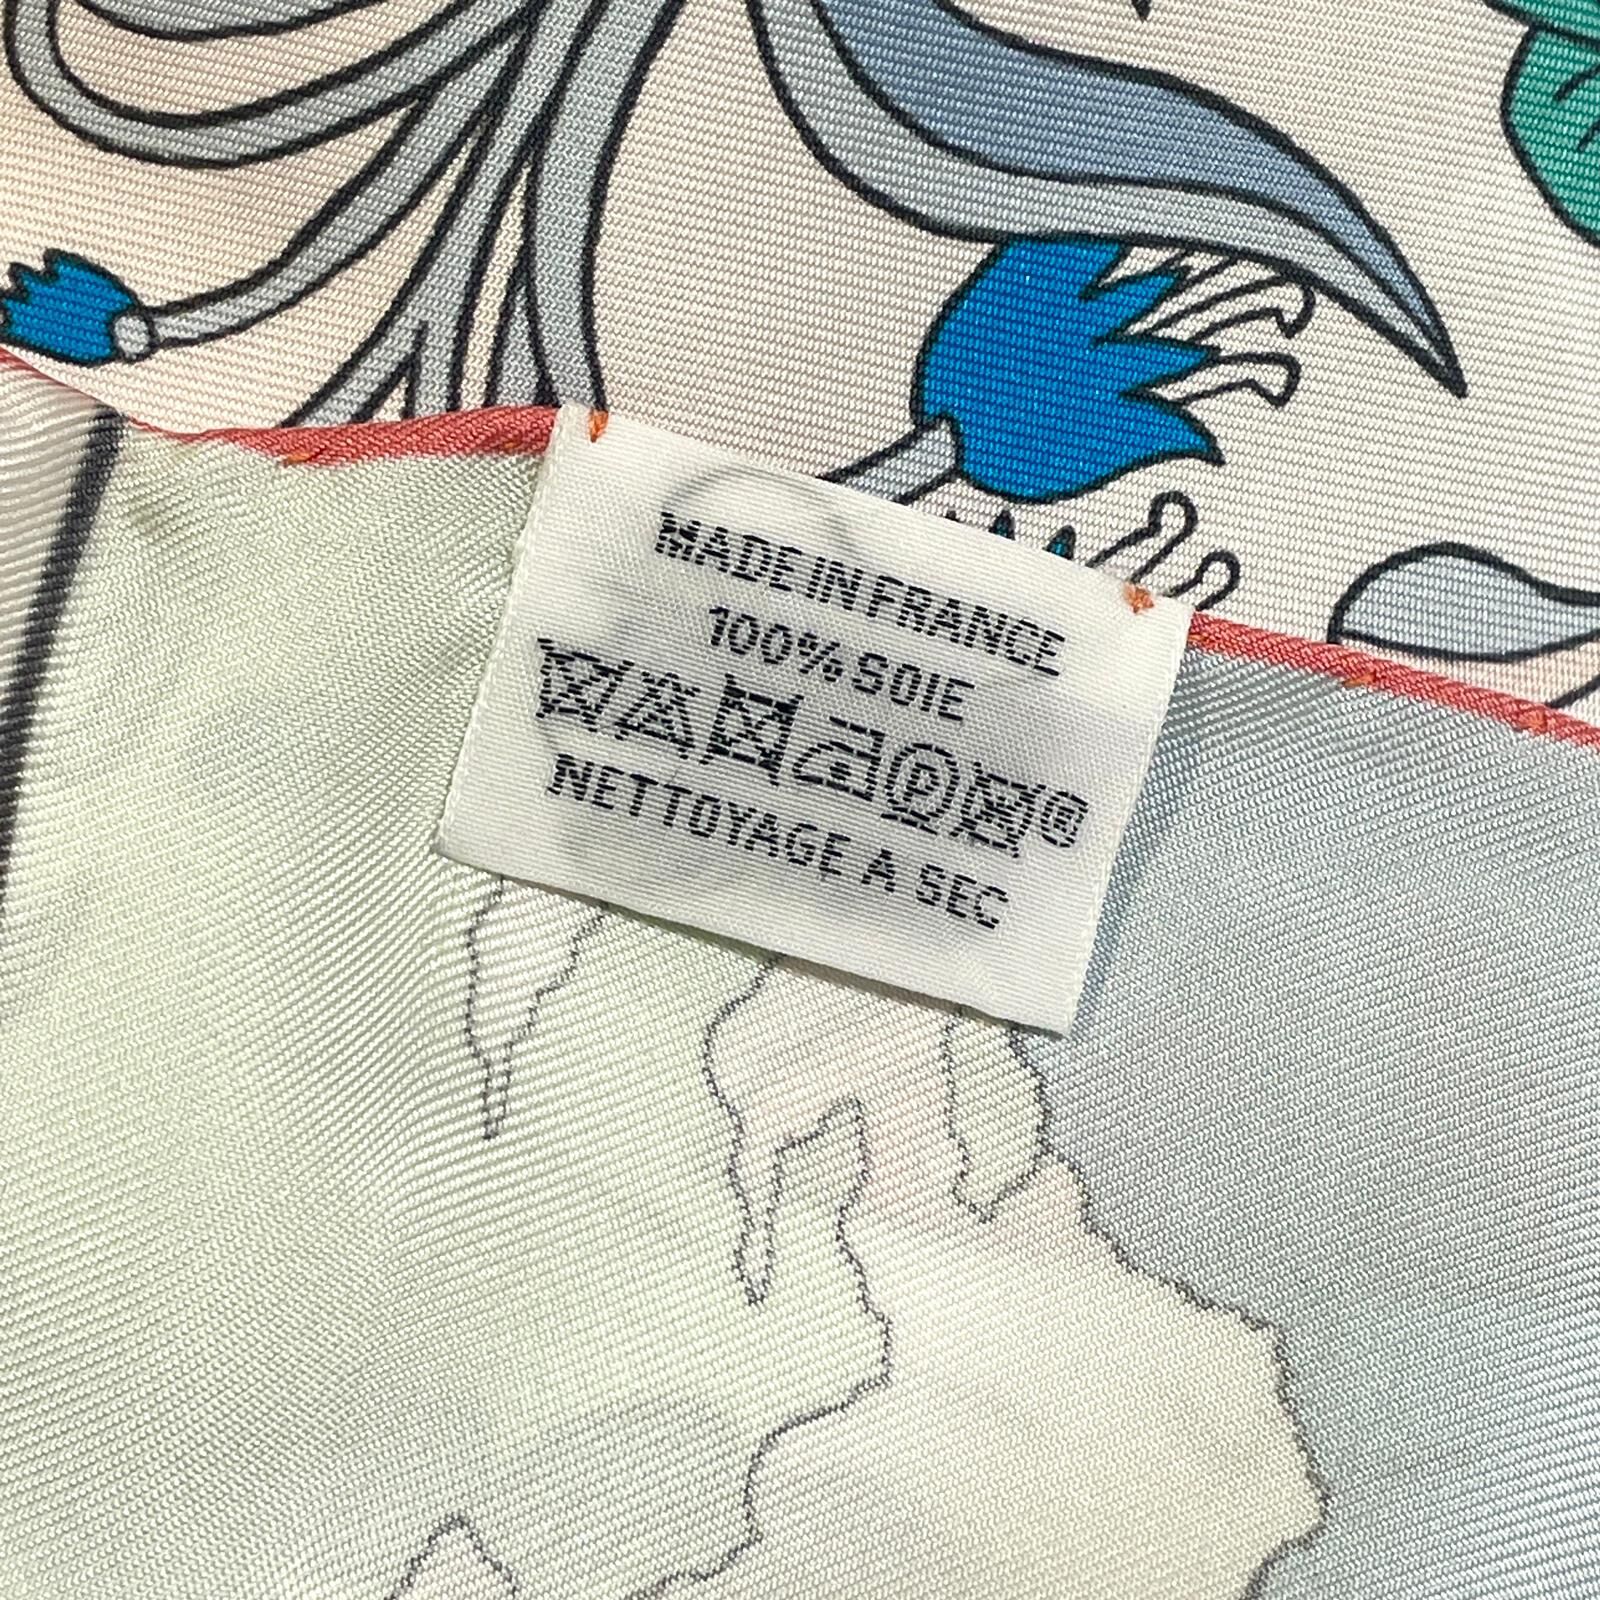 MADE IN FRANCE
100% SOIE
P ®
NETTOYAGE A SEC